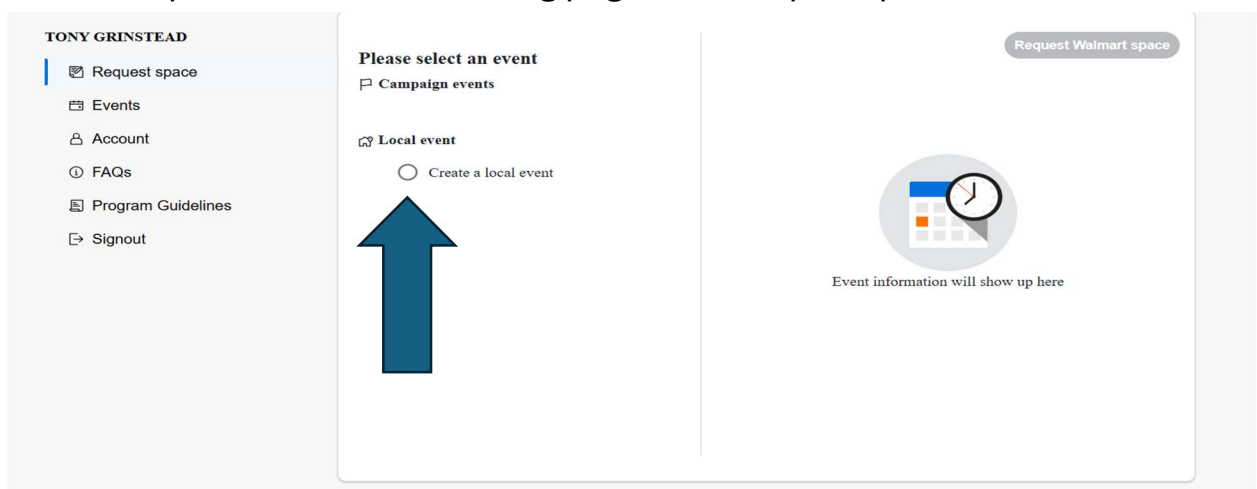 TONY GRINSTEAD
Request space
Events
Account
FAQs
Program Guidelines
Signout
Please select an event
Campaign events
Local event
Create a local event
Request Walmart space
Event information will show up here